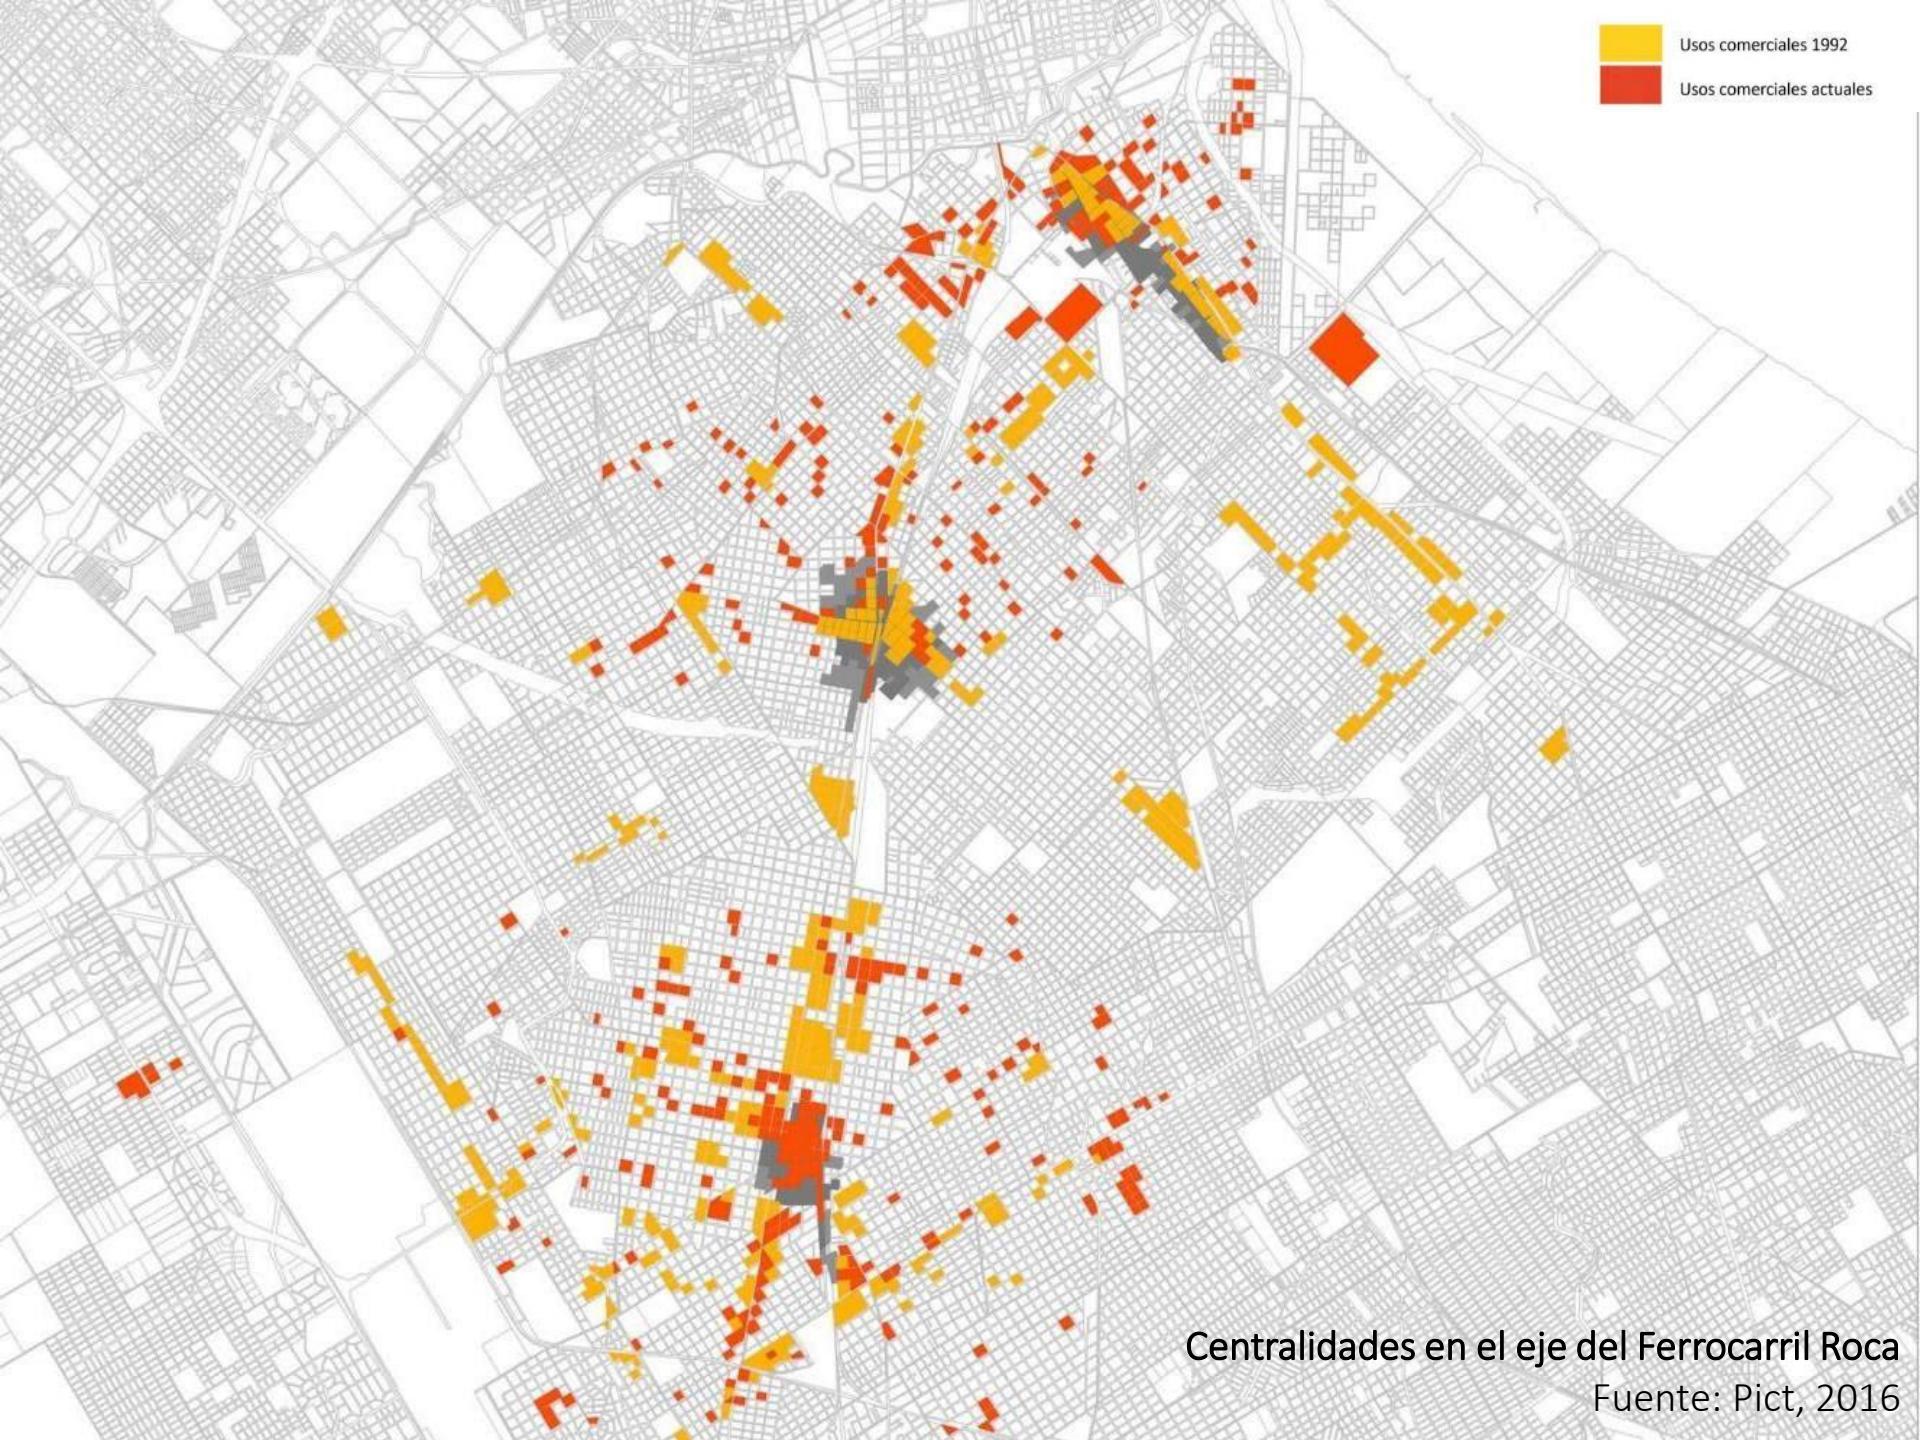 Usos comerciales 1992
Usos comerciales actuales
Centralidades en el eje del Ferrocarril Roca
Fuente: Pict, 2016